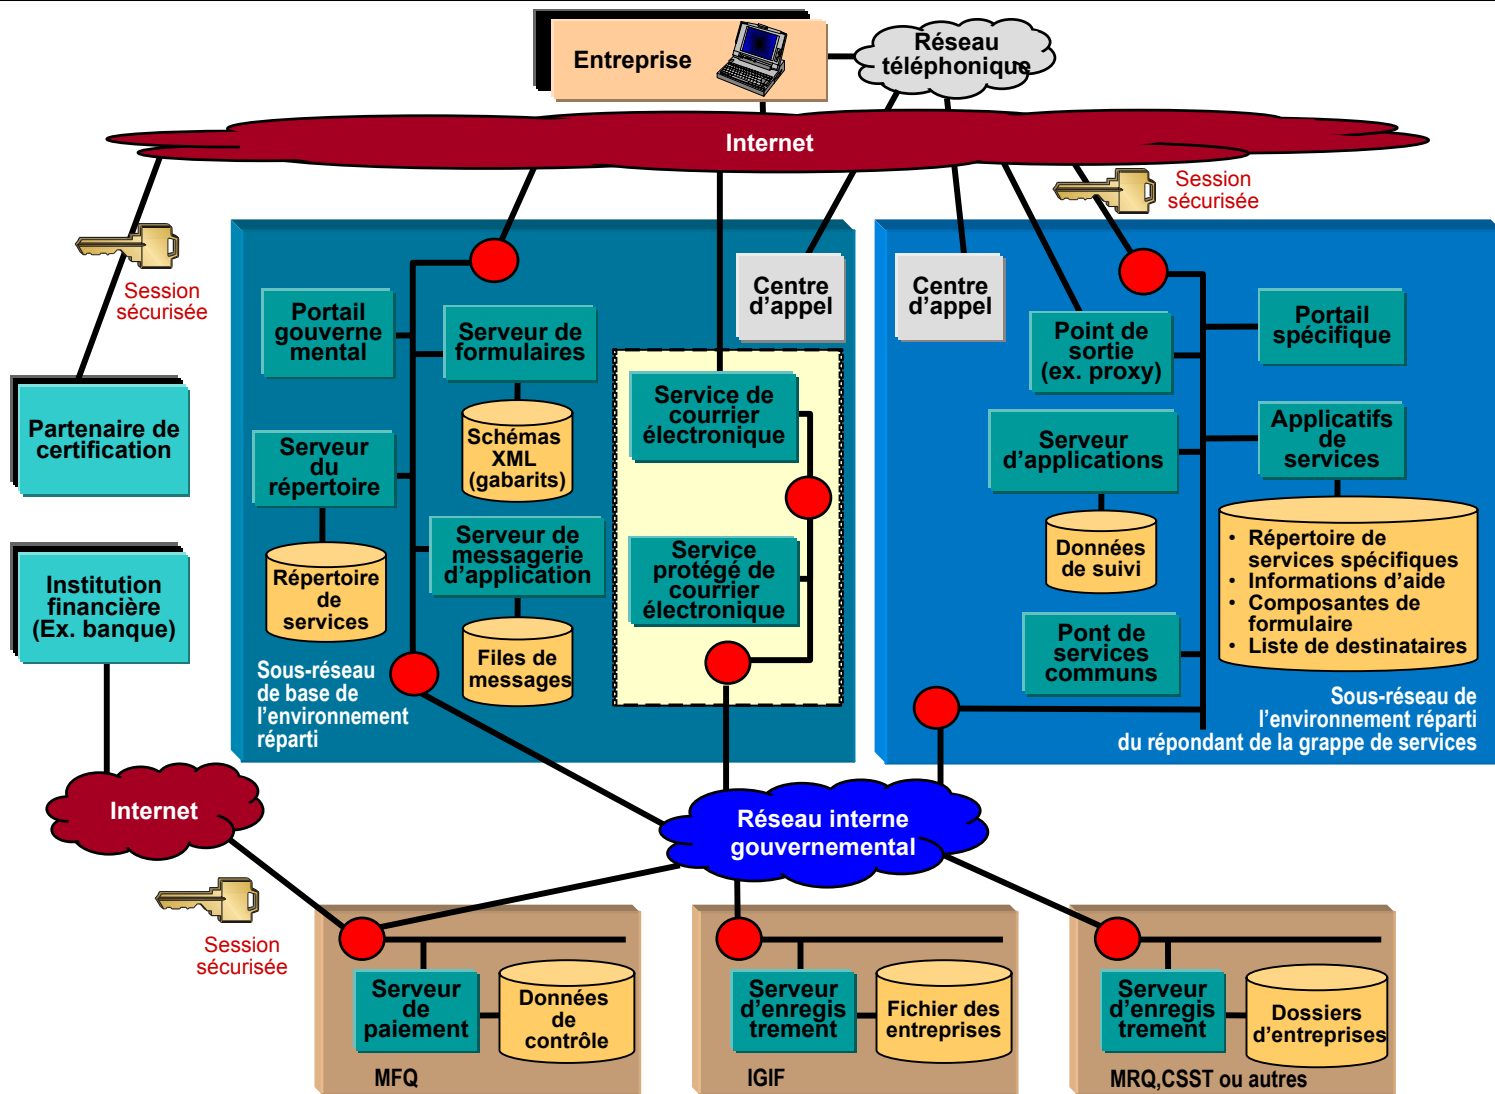 Entreprise
Réseau
téléphonique
Internet
Session
sécurisée
Session
sécurisée
Centre
d’appel
Centre
d’appel
Portail
gouverne
mental
Serveur de
formulaires
Point de
sortie
(ex. proxy)
Portail
spécifique
Partenaire de
certification
Serveur
du
répertoire
Schémas
XML
(gabarits)
Service de
courrier
électronique
Serveur
d’applications
Applicatifs
de
services
Institution
financière
(Ex. banque)
Répertoire
de
services
Serveur de
messagerie
d’application
Service
protégé de
courrier
électronique
Données
de suivi
• Répertoire de
services spécifiques
• Informations d’aide
• Composantes de
formulaire
• Liste de destinataires
Files de
messages
Pont de
services
communs
Sous-réseau
de base de
l’environnement
réparti
Sous-réseau de
l’environnement réparti
du répondant de la grappe de services
Internet
Réseau interne
gouvernemental
Session
sécurisée
Serveur
de
paiement
Données
de
contrôle
MFQ
Serveur
d’enregis
trement
Fichier des
entreprises
IGIF
Serveur
d’enregis
trement
Dossiers
d’entreprises
MRQ,CSST ou autres